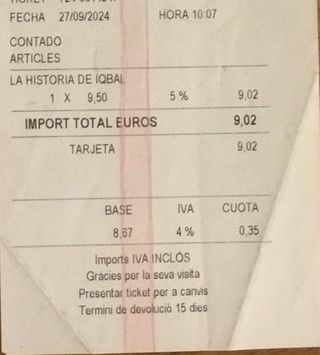 FECHA 27/09/2024 HORA 10:07
CONTADO
ARTICLES
LA HISTORIA DE IQBAL
1 X 9,50 5 % 9,02
IMPORT TOTAL EUROS 9,02
TARJETA 9,02
BASE IVA CUOTA
8,67 4 % 0,35
Imports IVA INCLÒS
Gràcies per la seva visita
Presentar ticket per a canvis
Termini de devolució 15 dies